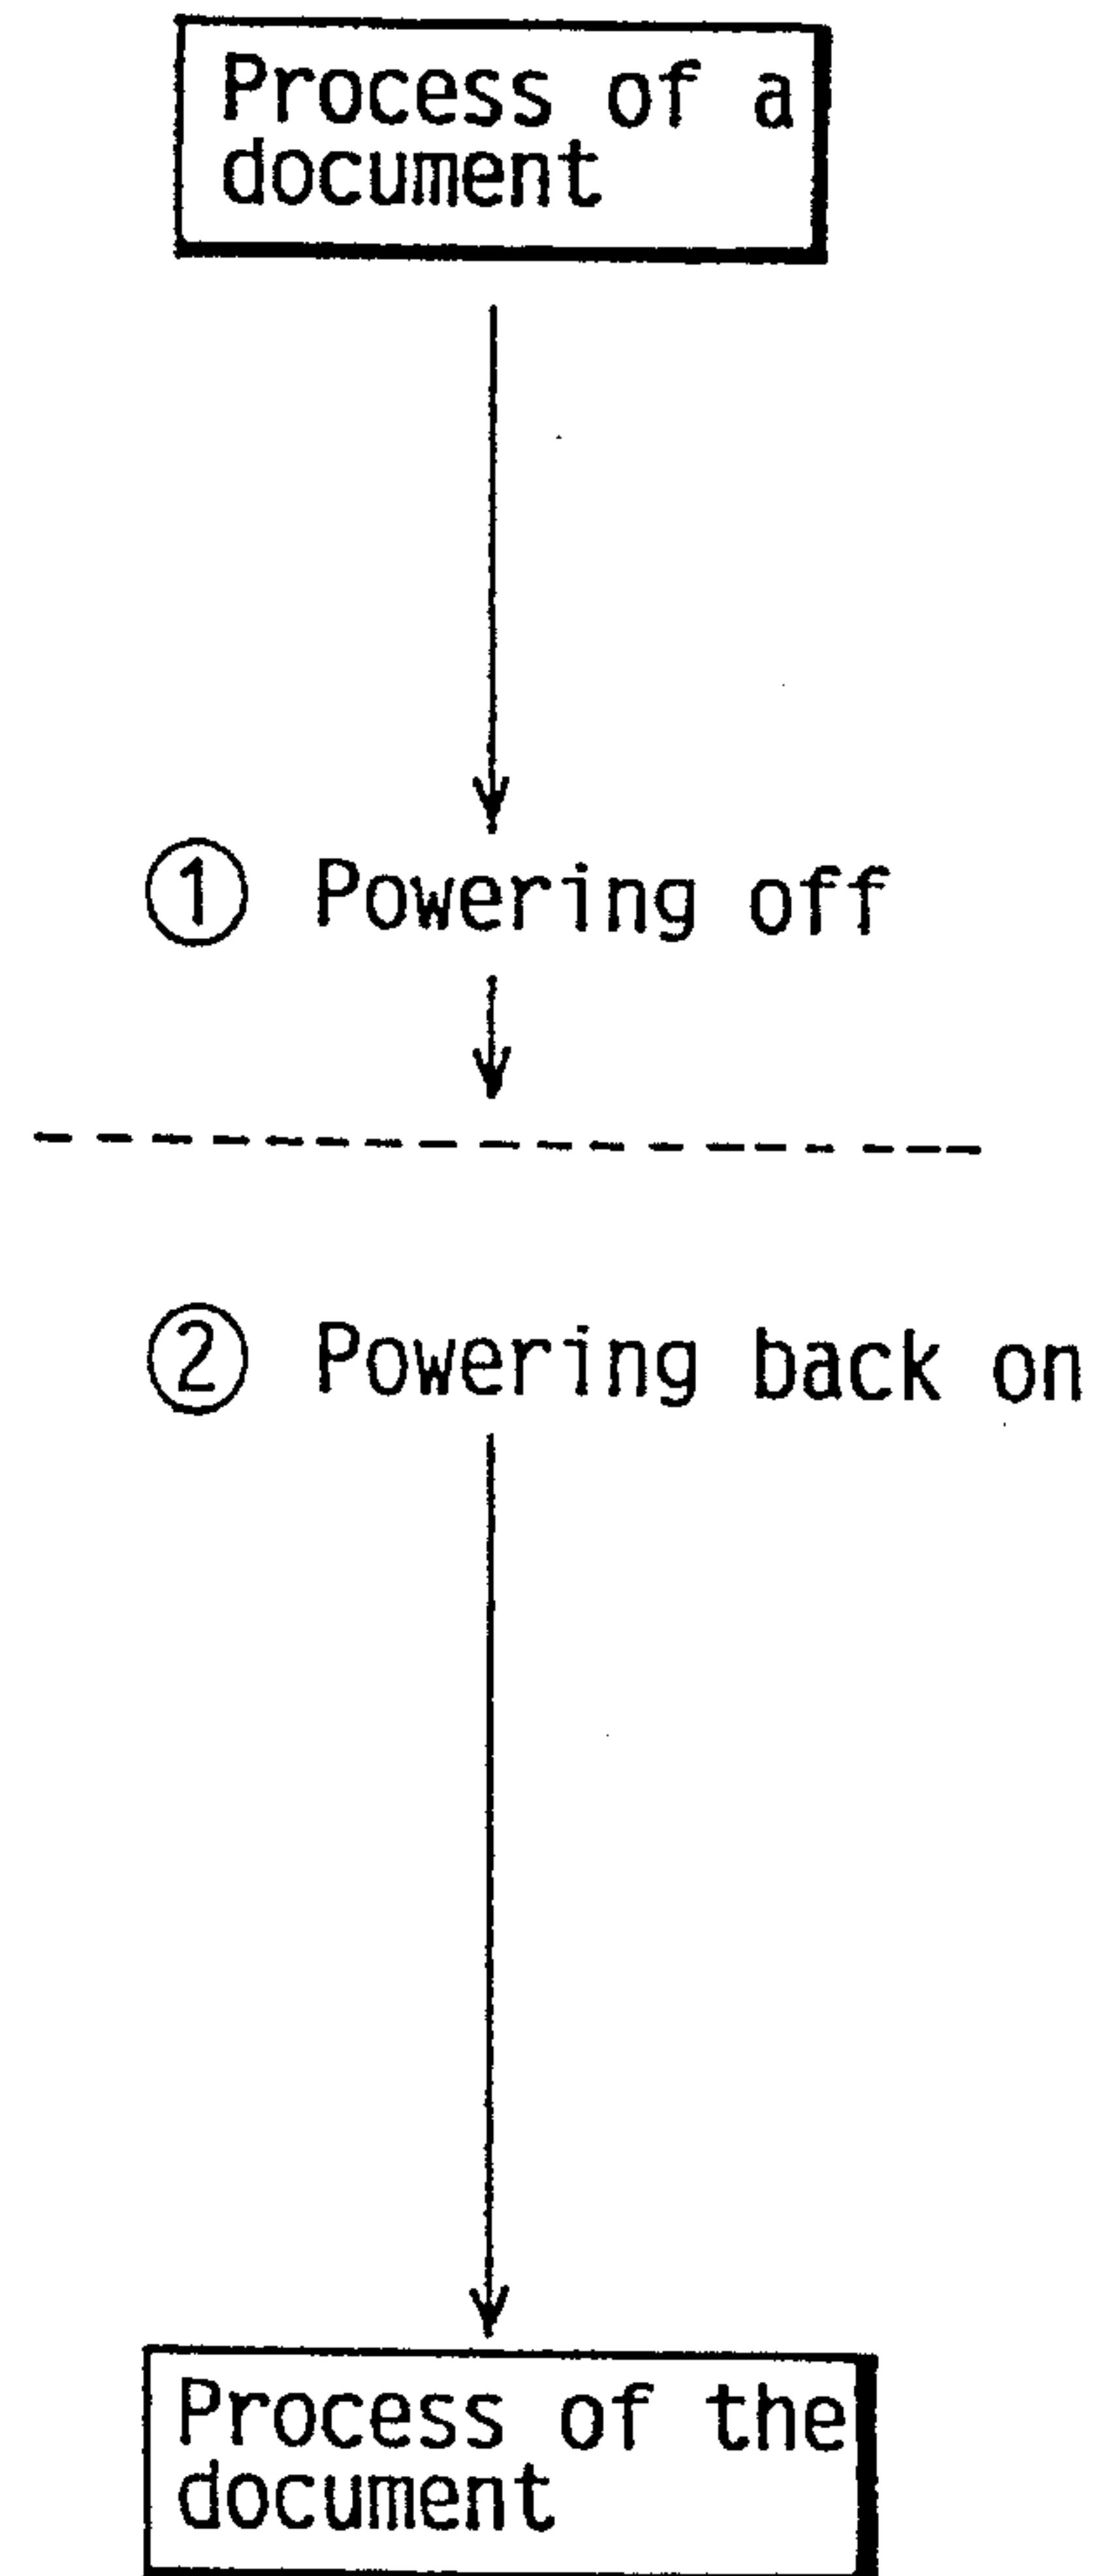 Process of a
document
① Powering off
② Powering back on
Process of the
document